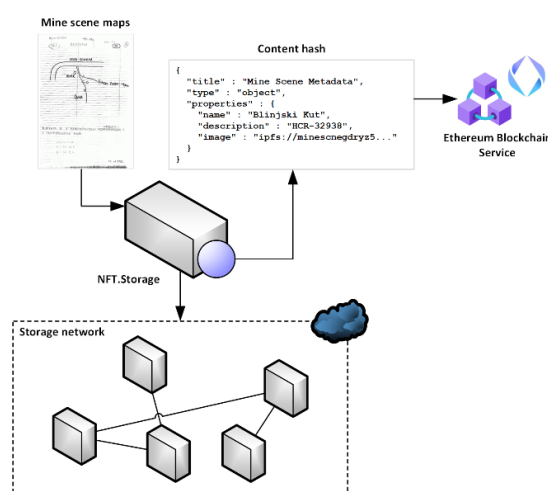 Mine scene maps
Content hash
{
"title" : "Mine Scene Metadata",
"type" : "object",
"properties" : {
"name" : "Blinjski Kut",
"description" : "HCR-32938",
"image" : "ipfs://minescnegdryz5..."
}
}
Ethereum Blockchain
Service
NFT.Storage
Storage network